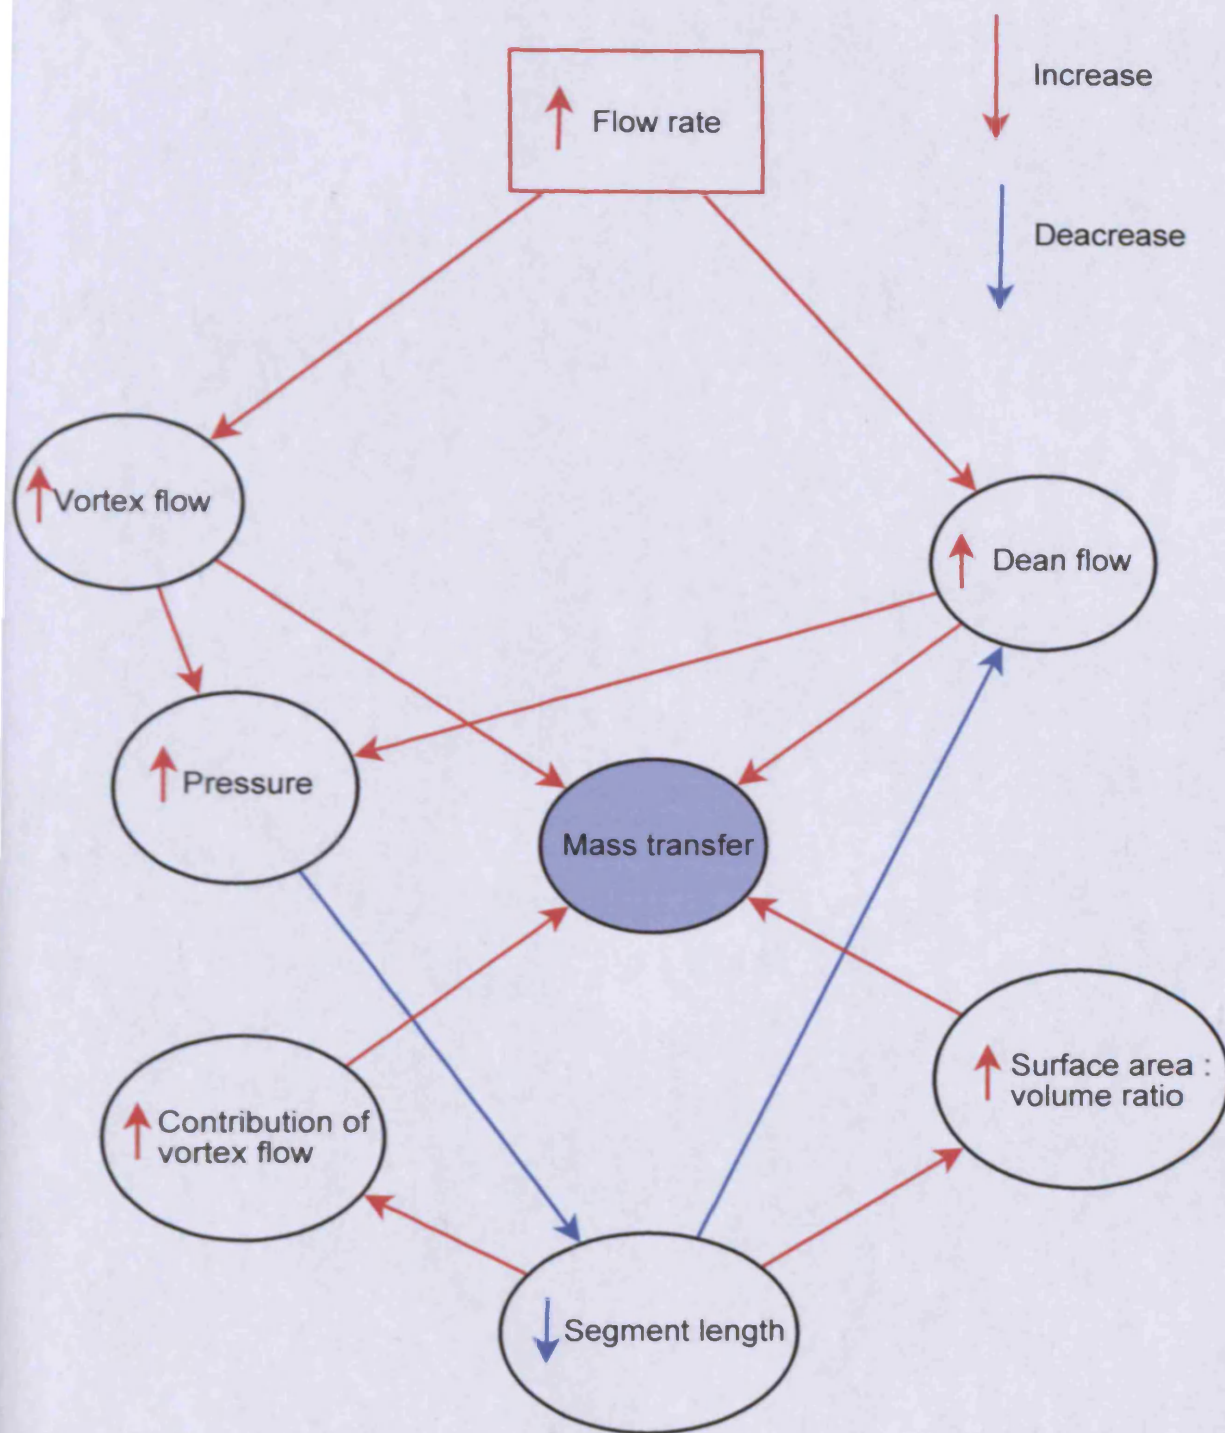 Flow rate
Increase
Deacrease
Vortex flow
Dean flow
Pressure
Mass transfer
Surface area :
volume ratio
Contribution of
vortex flow
Segment length